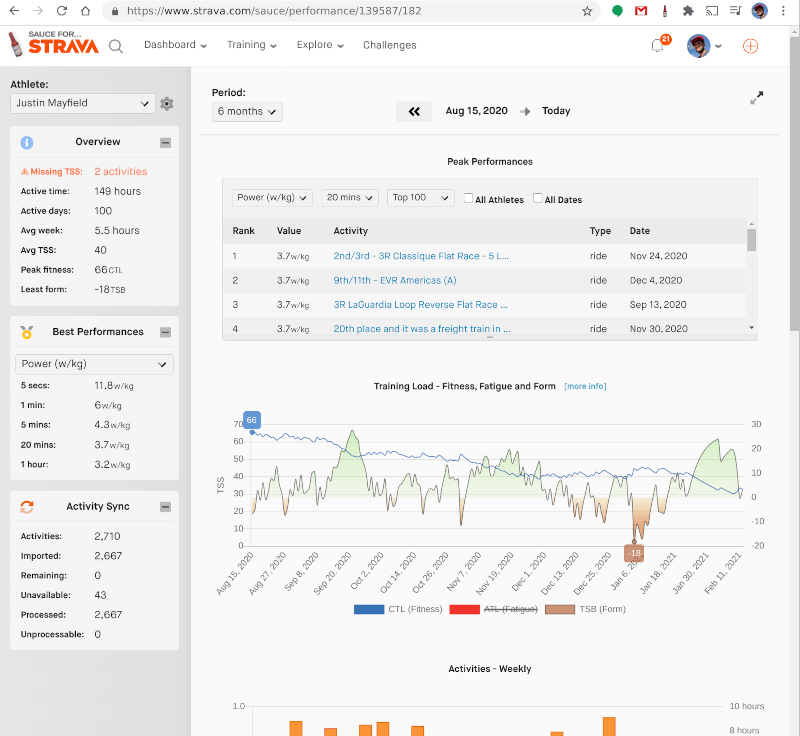 https://www.strava.com/sauce/performance/139587/182
SAUCE FOR...
STRAVA
Dashboard
Training
Explore
Challenges
21
Athlete:
Justin Mayfield
Overview
Missing TSS: 2 activities
Active time: 149 hours
Active days: 100
Avg week: 5.5 hours
Avg TSS: 40
Peak fitness: 66CTL
Least form: -18TSB
Best Performances
Power (w/kg)
5 secs: 11.8w/kg
1 min: 6w/kg
5 mins: 4.3w/kg
20 mins: 3.7w/kg
1 hour: 3.2w/kg
Activity Sync
Activities: 2,710
Imported: 2,667
Remaining: 0
Unavailable: 43
Processed: 2,667
Unprocessable: 0
Period:
6 months
Aug 15, 2020
Today
Peak Performances
Power (w/kg) 20 mins Top 100 All Athletes All Dates
Rank Value Activity Type Date
1 3.7w/kg 2nd/3rd - 3R Classique Flat Race - 5 L... ride Nov 24, 2020
2 3.7w/kg 9th/11th - EVR Americas (A) ride Dec 4, 2020
3 3.7w/kg 3R LaGuardia Loop Reverse Flat Race ... ride Sep 13, 2020
4 3.7w/kg 20th place and it was a freight train in ... ride Nov 30, 2020
Training Load - Fitness, Fatigue and Form [more info]
66
TSS
70
60
50
40
30
20
10
0
30
20
10
0
-10
-20
-18
Aug 15, 2020
Aug 27, 2020
Sep 8, 2020
Sep 20, 2020
Oct 2, 2020
Oct 14, 2020
Oct 26, 2020
Nov 7, 2020
Nov 19, 2020
Dec 1, 2020
Dec 13, 2020
Dec 25, 2020
Jan 6, 
Jan 18, 2021
Jan 30, 2021
Feb 11, 2021
CTL (Fitness) ATL (Fatigue) TSB (Form)
Activities - Weekly
1.0
10 hours
8 hours